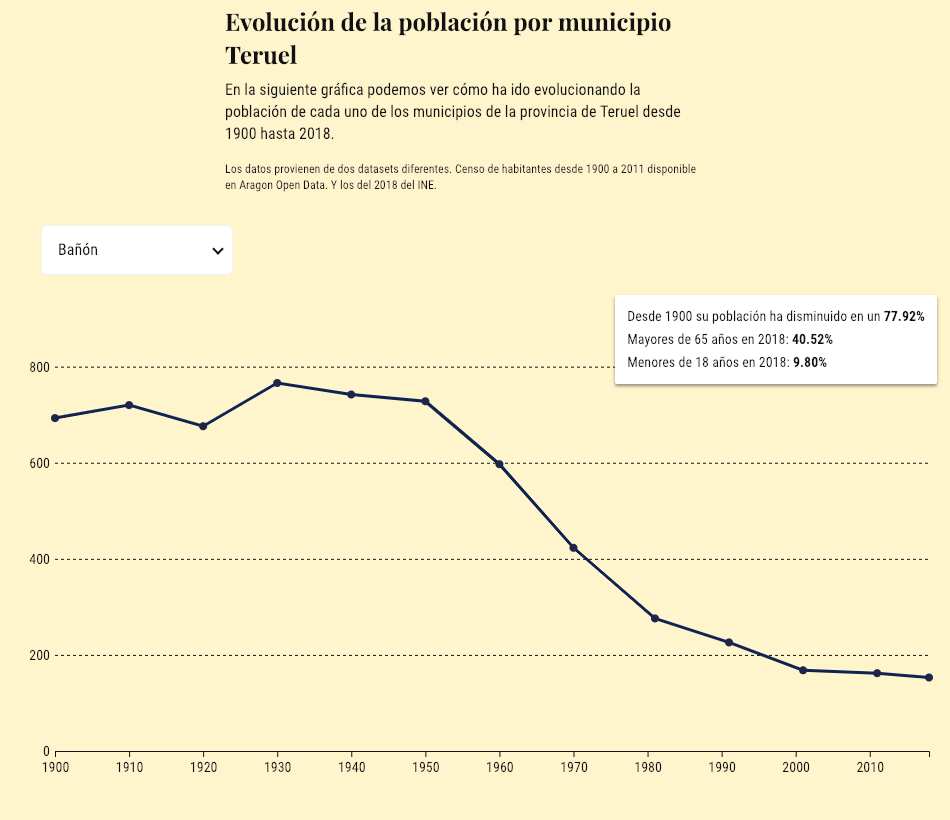 Evolución de la población por municipio
Teruel
En la siguiente gráfica podemos ver cómo ha ido evolucionando la
población de cada uno de los municipios de la provincia de Teruel desde
1900 hasta 2018.
Los datos provienen de dos datasets diferentes. Censo de habitantes desde 1900 a 2011 disponible
en Aragon Open Data. Y los del 2018 del INE.
Bañón
Desde 1900 su población ha disminuido en un 77.92%
Mayores de 65 años en 2018: 40.52%
Menores de 18 años en 2018: 9.80%
800
600
400
200
0
1900 1910 1920 1930 1940 1950 1960 1970 1980 1990 2000 2010